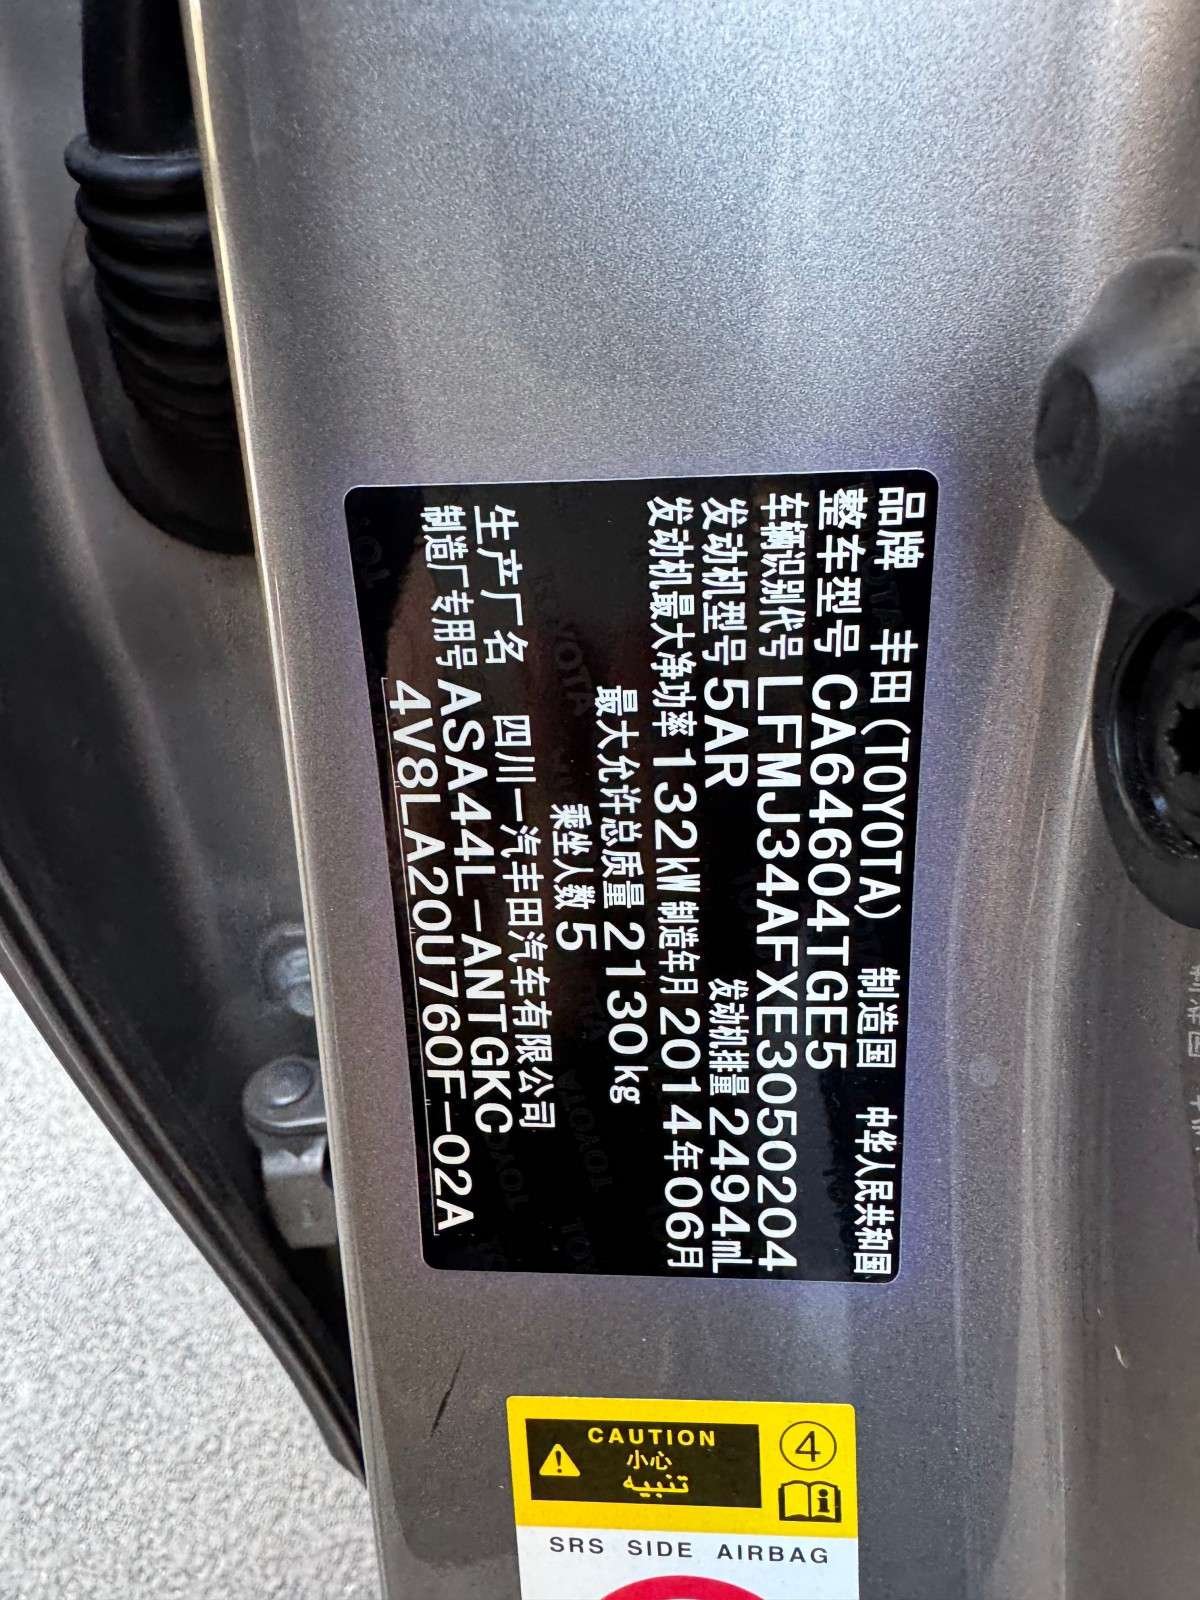 品牌 丰田(TOYOTA) 制造国 中华人民共和国
整车型号 CA64604TGE5
车辆识别代号 LFMJ34AFXE3050204
发动机型号 5AR 发动机排量 2494mL
发动机最大净功率 132kW 制造年月 2014年06月
最大允许总质量 2130kg
乘坐人数 5
生产厂名 四川一汽丰田汽车有限公司
制造厂专用号 ASA44L-ANTGKC
4V8LA20U760F-02A
CAUTION
小心
تنبيه
4
i
SRS SIDE AIRBAG